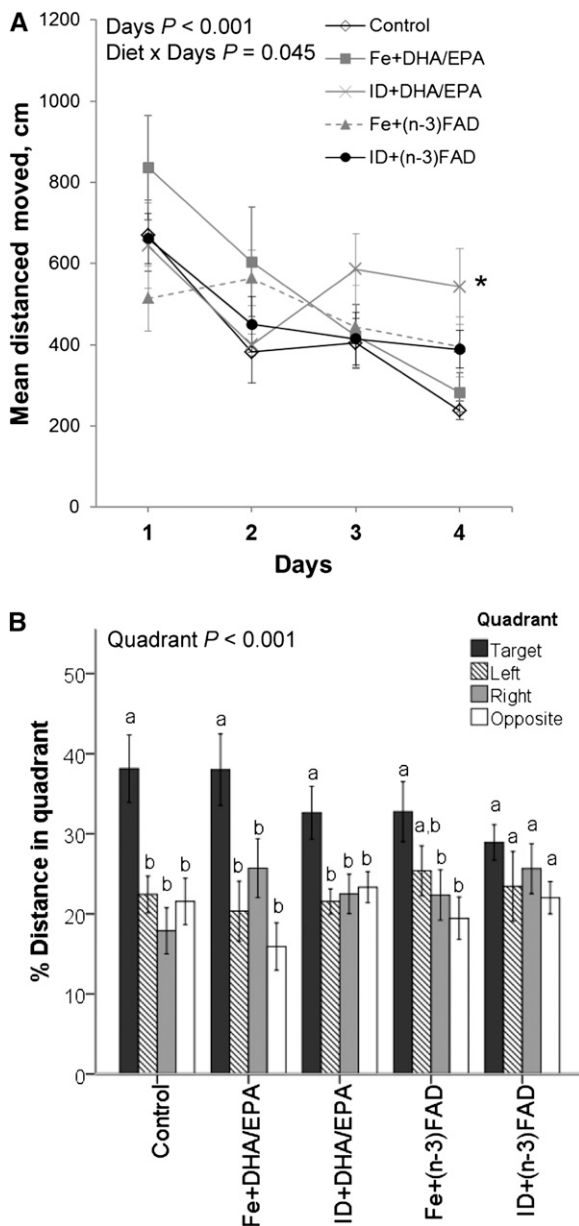 A
Days P < 0.001
Diet x Days P = 0.045
Control
Fe+DHA/EPA
ID+DHA/EPA
Fe+(n-3)FAD
ID+(n-3)FAD
Mean distanced moved, cm
1200
1000
800
600
400
200
0
*
1 2 3 4
Days
B
Quadrant P < 0.001
Quadrant
Target
Left
Right
Opposite
% Distance in quadrant
50
40
30
20
10
0
a b b b
a b b b
a b b b
a a,b b b
a a a a
Control
Fe+DHA/EPA
ID+DHA/EPA
Fe+(n-3)FAD
ID+(n-3)FAD